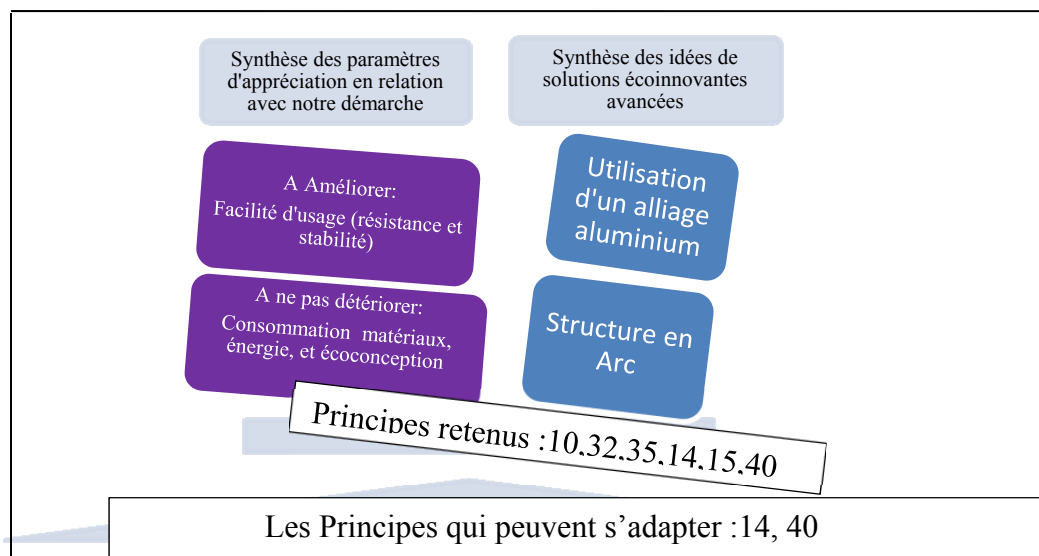 Synthèse des paramètres
d'appréciation en relation
avec notre démarche
Synthèse des idées de
solutions écoinnovantes
avancées
A Améliorer:
Facilité d'usage (résistance et
stabilité)
A ne pas détériorer:
Consommation matériaux,
énergie, et écoconception
Utilisation
d'un alliage
aluminium
Structure en
Arc
Principes retenus :10,32,35,14,15,40
Les Principes qui peuvent s’adapter :14, 40